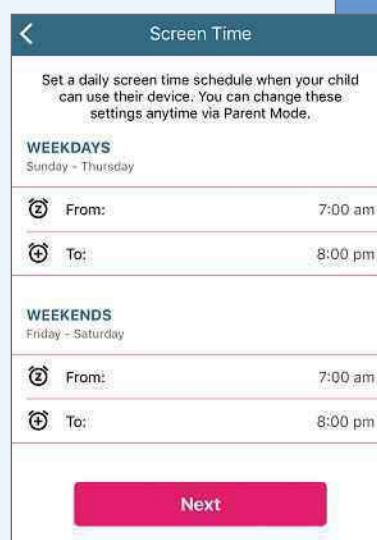 Screen Time
Set a daily screen time schedule when your child
can use their device. You can change these
settings anytime via Parent Mode.
WEEKDAYS
Sunday - Thursday
From: 7:00 am
To: 8:00 pm
WEEKENDS
Friday - Saturday
From: 7:00 am
To: 8:00 pm
Next